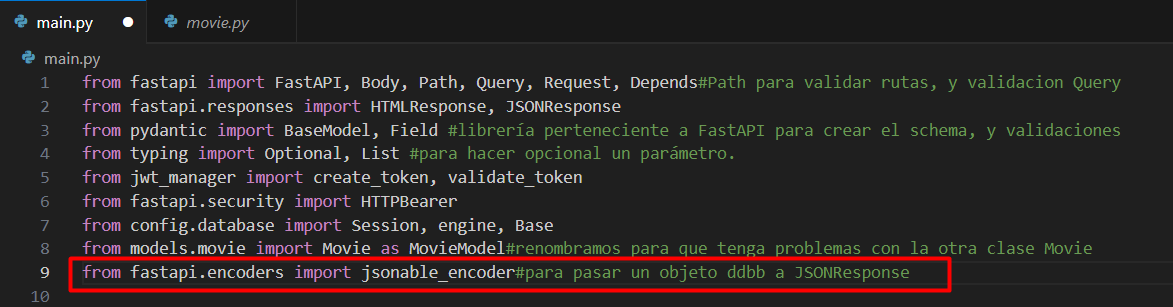 main.py
movie.py
main.py
1 from fastapi import FastAPI, Body, Path, Query, Request, Depends#Path para validar rutas, y validacion Query
2 from fastapi.responses import HTMLResponse, JSONResponse
3 from pydantic import BaseModel, Field #librería perteneciente a FastAPI para crear el schema, y validaciones
4 from typing import Optional, List #para hacer opcional un parámetro.
5 from jwt_manager import create_token, validate_token
6 from fastapi.security import HTTPBearer
7 from config.database import Session, engine, Base
8 from models.movie import Movie as MovieModel#renombramos para que tenga problemas con la otra clase Movie
9 from fastapi.encoders import jsonable_encoder#para pasar un objeto ddbb a JSONResponse
10